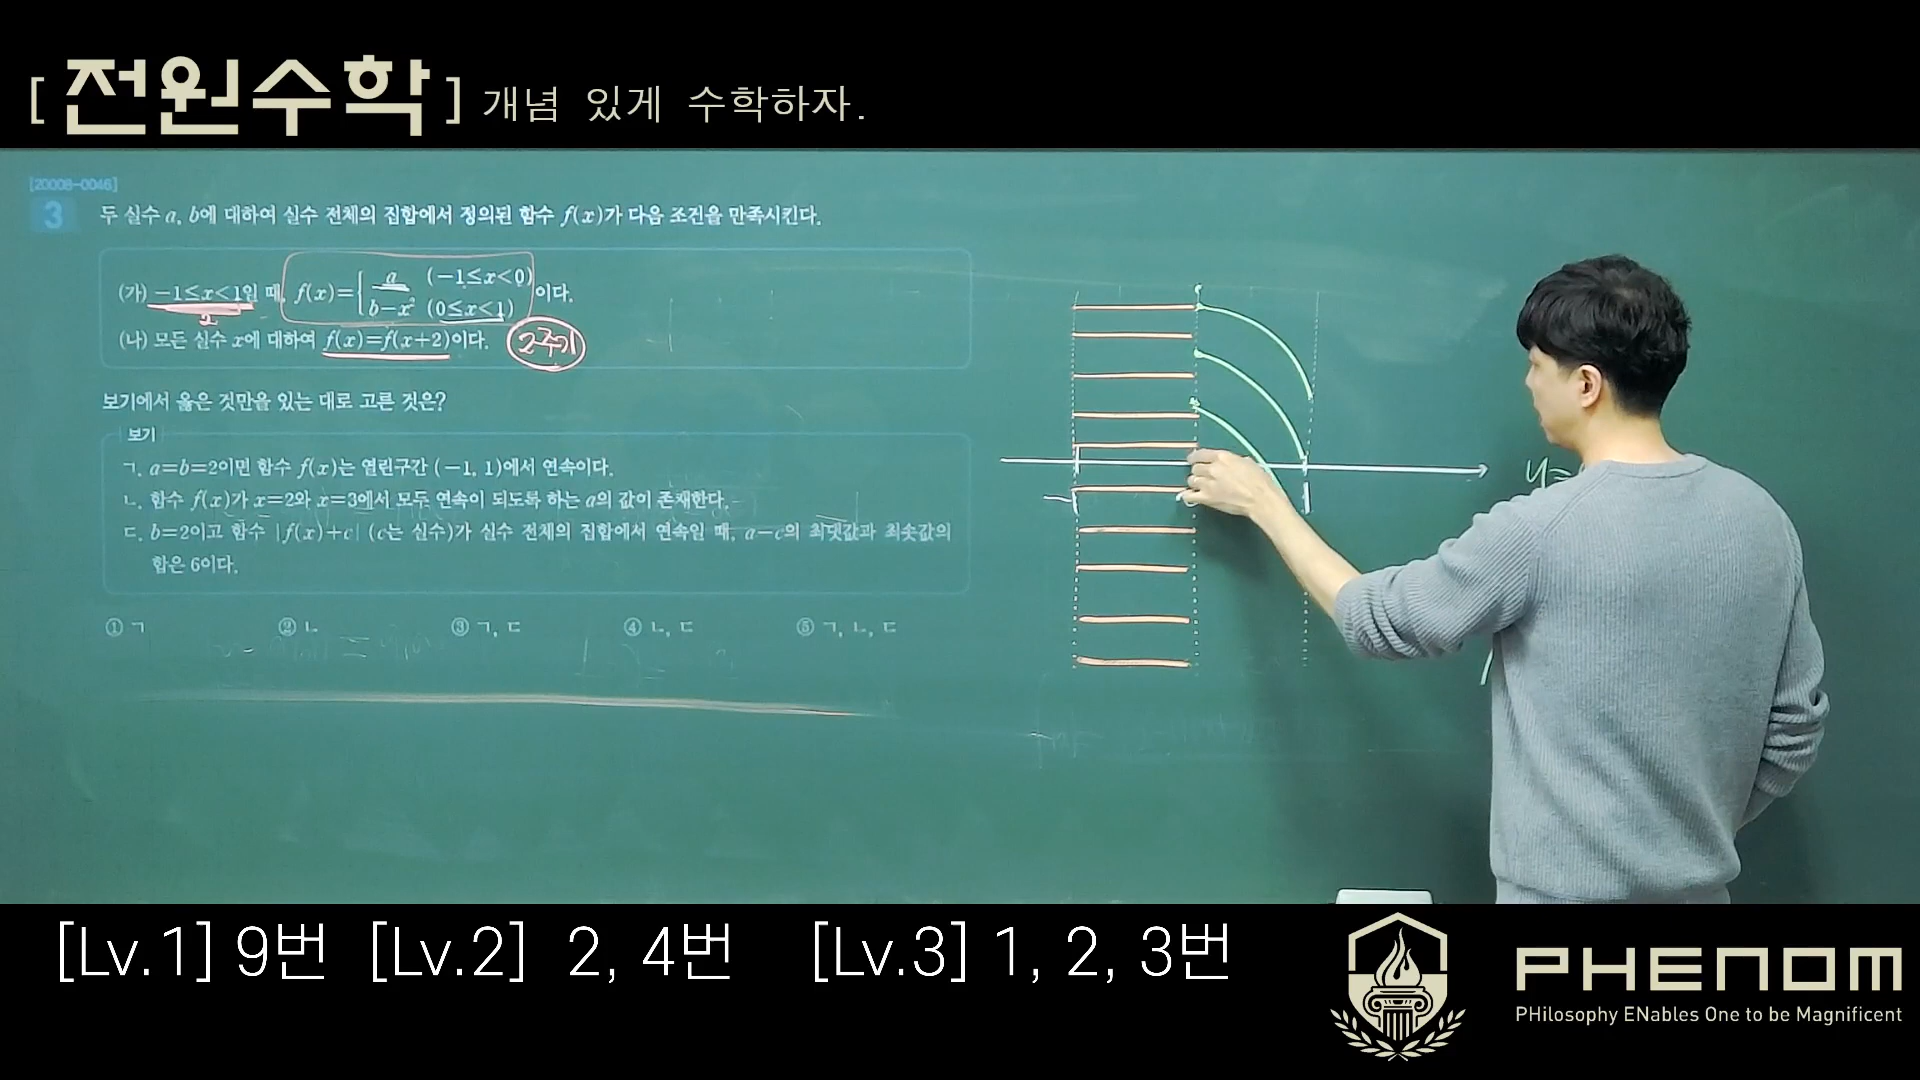 [전원수학] 개념 있게 수학하자.
[20008-0046]
3 두 실수 a, b에 대하여 실수 전체의 집합에서 정의된 함수 f(x)가 다음 조건을 만족시킨다.
(가) -1≤x<1일 때, f(x)={ a (-1≤x<0)
b-x² (0≤x<1) 이다.
2
(나) 모든 실수 x에 대하여 f(x)=f(x+2)이다. 2주기
보기에서 옳은 것만을 있는 대로 고른 것은?
보기
ㄱ. a=b=2이면 함수 f(x)는 열린구간 (-1, 1)에서 연속이다.
ㄴ. 함수 f(x)가 x=2와 x=3에서 모두 연속이 되도록 하는 a의 값이 존재한다.
ㄷ. b=2이고 함수 |f(x)+c| (c는 실수)가 실수 전체의 집합에서 연속일 때, a-c의 최댓값과 최솟값의
합은 6이다.
① ㄱ ② ㄴ ③ ㄱ, ㄷ ④ ㄴ, ㄷ ⑤ ㄱ, ㄴ, ㄷ
y=
[Lv.1] 9번 [Lv.2] 2, 4번 [Lv.3] 1, 2, 3번
PHENOM
PHilosophy ENables One to be Magnificent